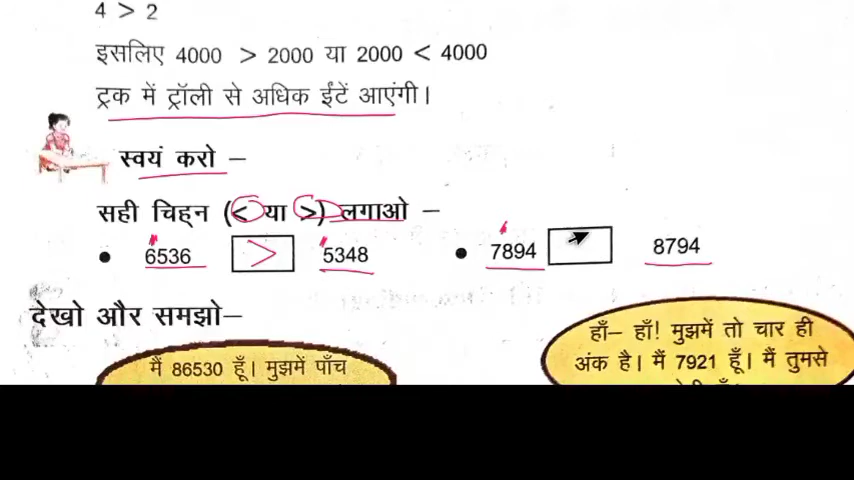 4 > 2
इसलिए 4000 > 2000 या 2000 < 4000
ट्रक में ट्रॉली से अधिक ईंटें आएंगी।
स्वयं करो –
सही चिह्न (< या >) लगाओ –
• 6536 > 5348 • 7894 8794
देखो और समझो–
मैं 86530 हूँ। मुझमें पाँच
हाँ– हाँ! मुझमें तो चार ही
अंक है। मैं 7921 हूँ। मैं तुमसे